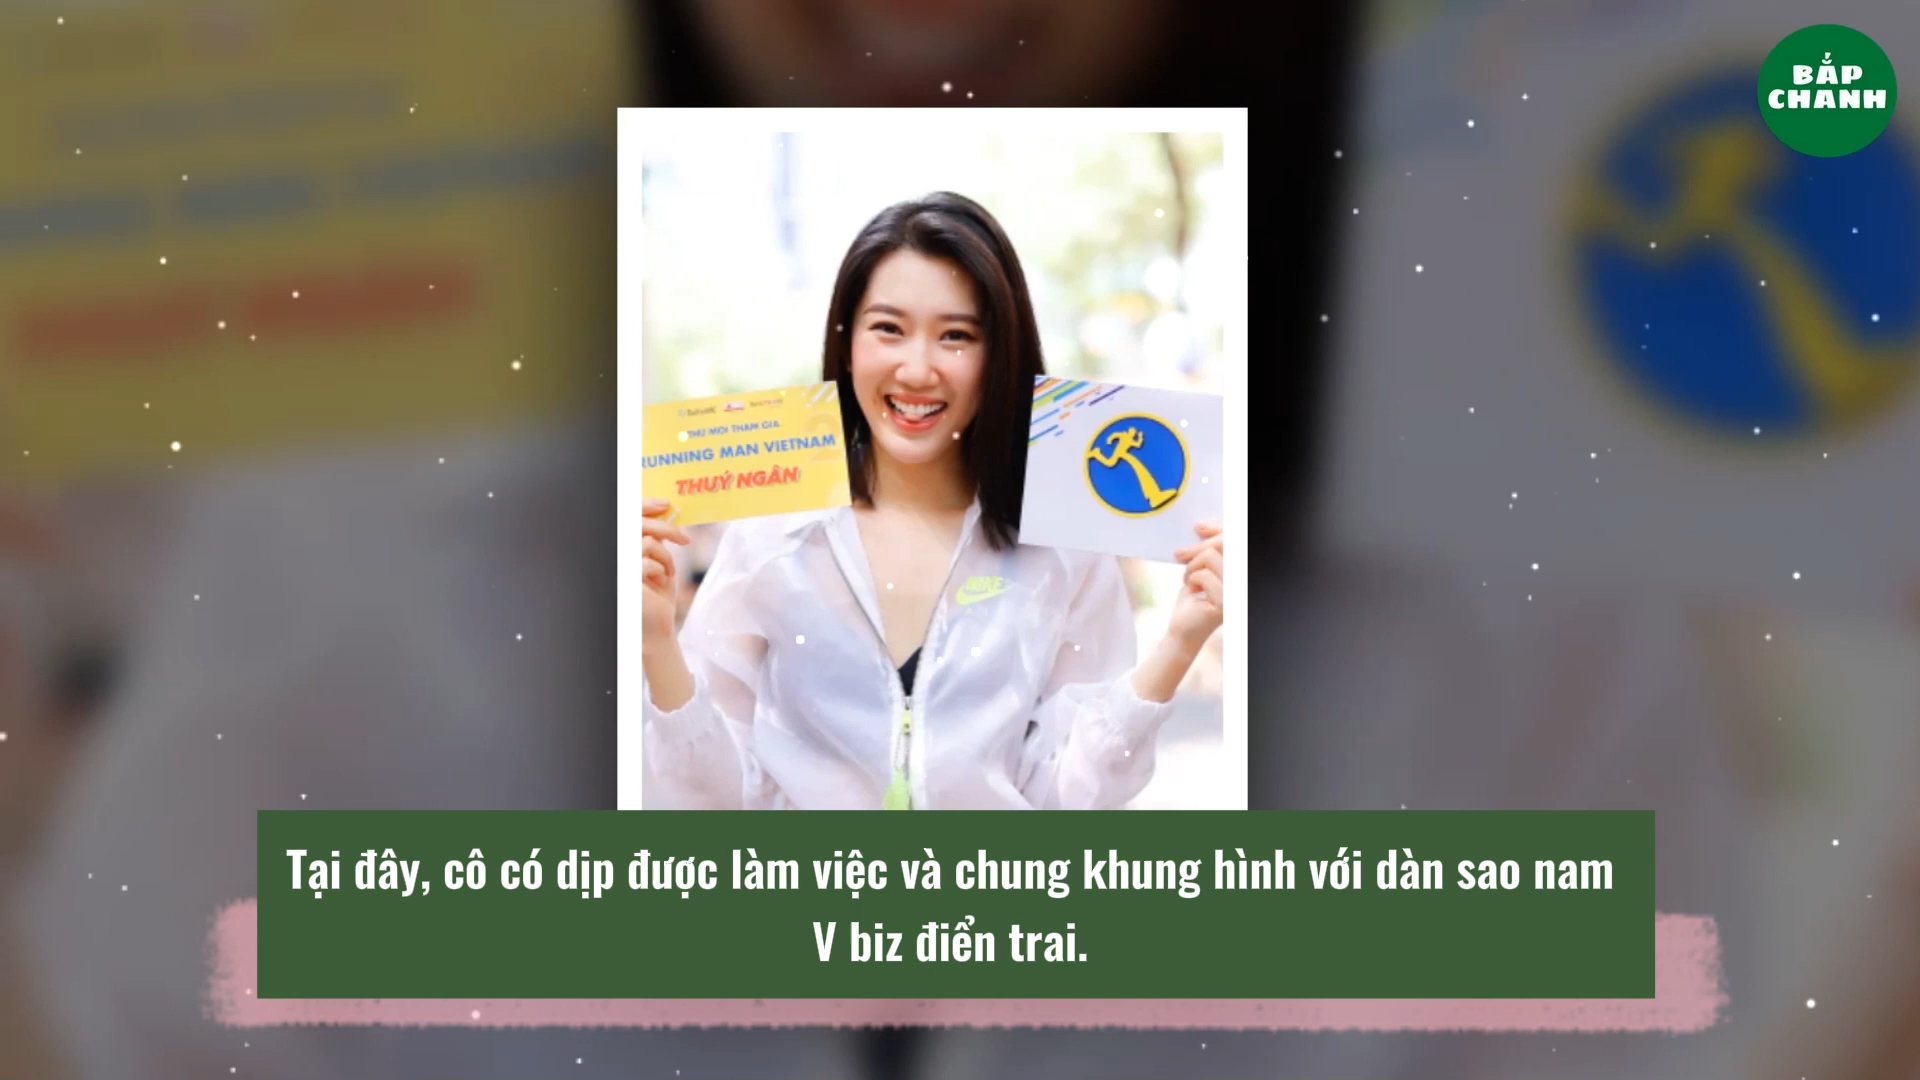 BẮP
CHANH
THƯ MỜI THAM GIA
RUNNING MAN VIETNAM
THUÝ NGÂN
NIKE
Tại đây, cô có dịp được làm việc và chung khung hình với dàn sao nam
V biz điển trai.